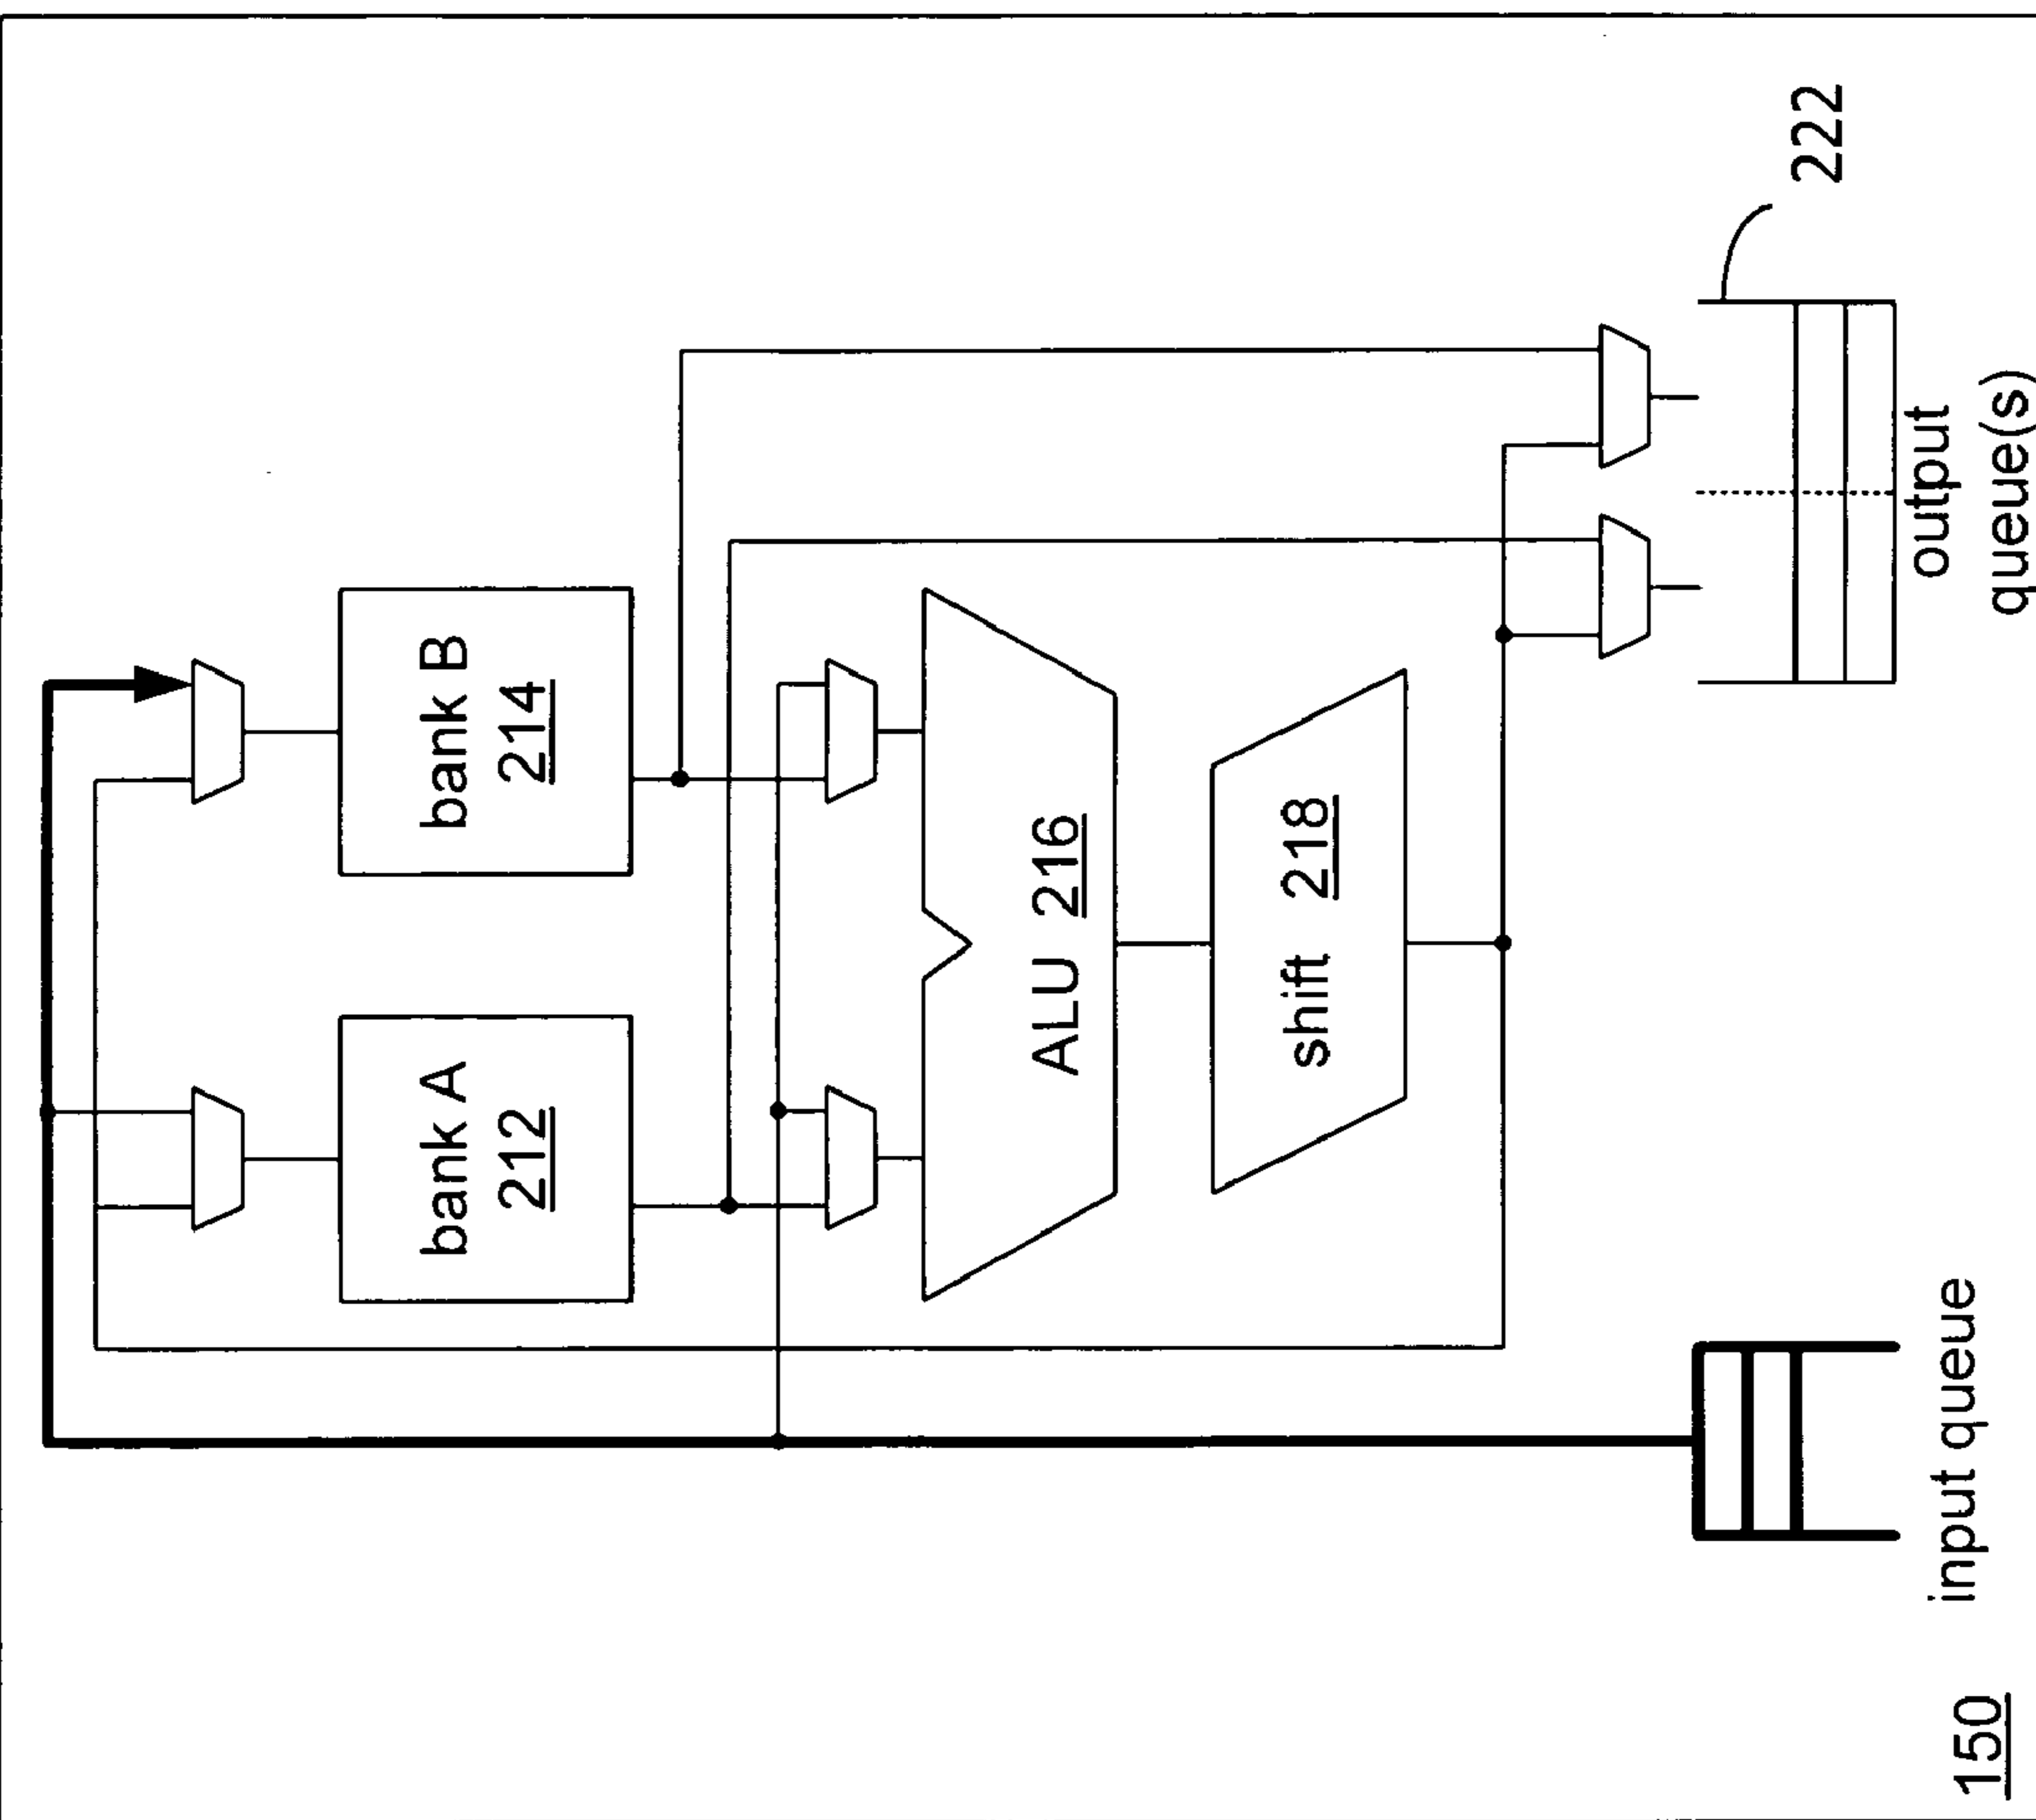 bank A
212
bank B
214
ALU 216
shift 218
222
150
input queue
output
queue(s)